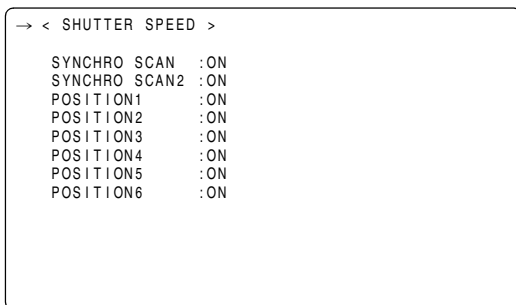 → < SHUTTER SPEED >
SYNCHRO SCAN :ON
SYNCHRO SCAN2 :ON
POSITION1 :ON
POSITION2 :ON
POSITION3 :ON
POSITION4 :ON
POSITION5 :ON
POSITION6 :ON